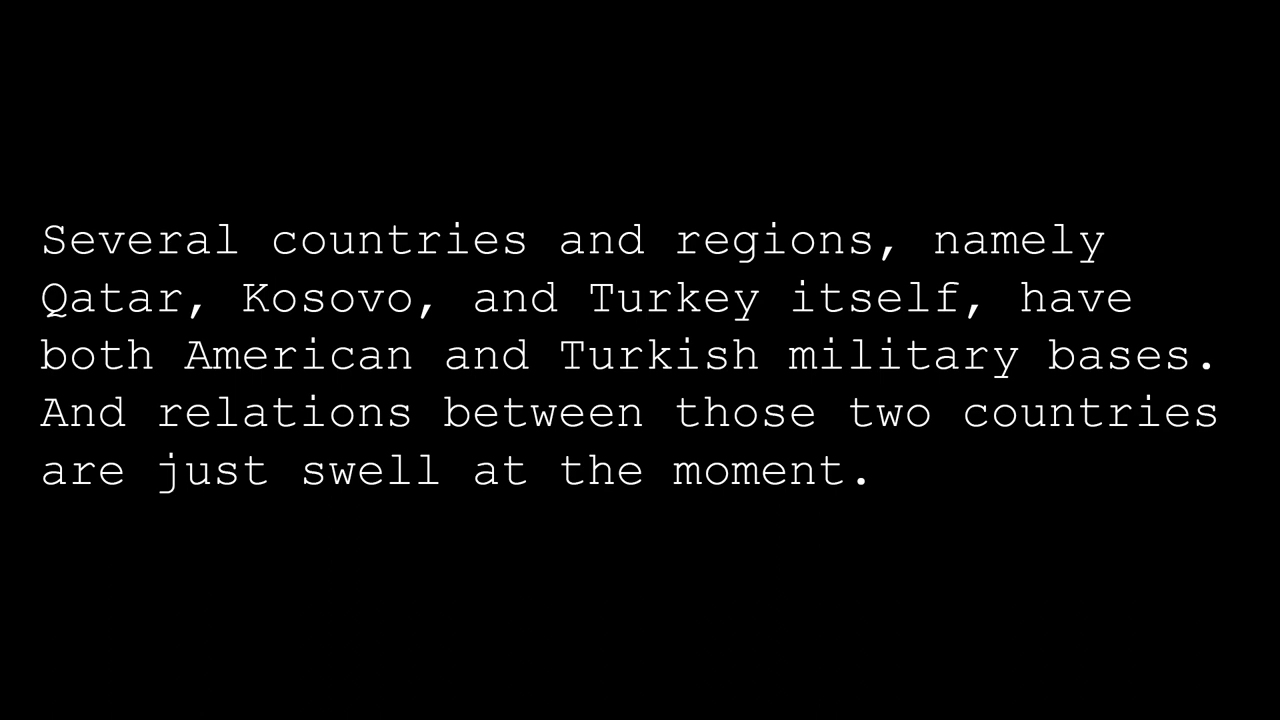 Several countries and regions, namely
Qatar, Kosovo, and Turkey itself, have
both American and Turkish military bases.
And relations between those two countries
are just swell at the moment.